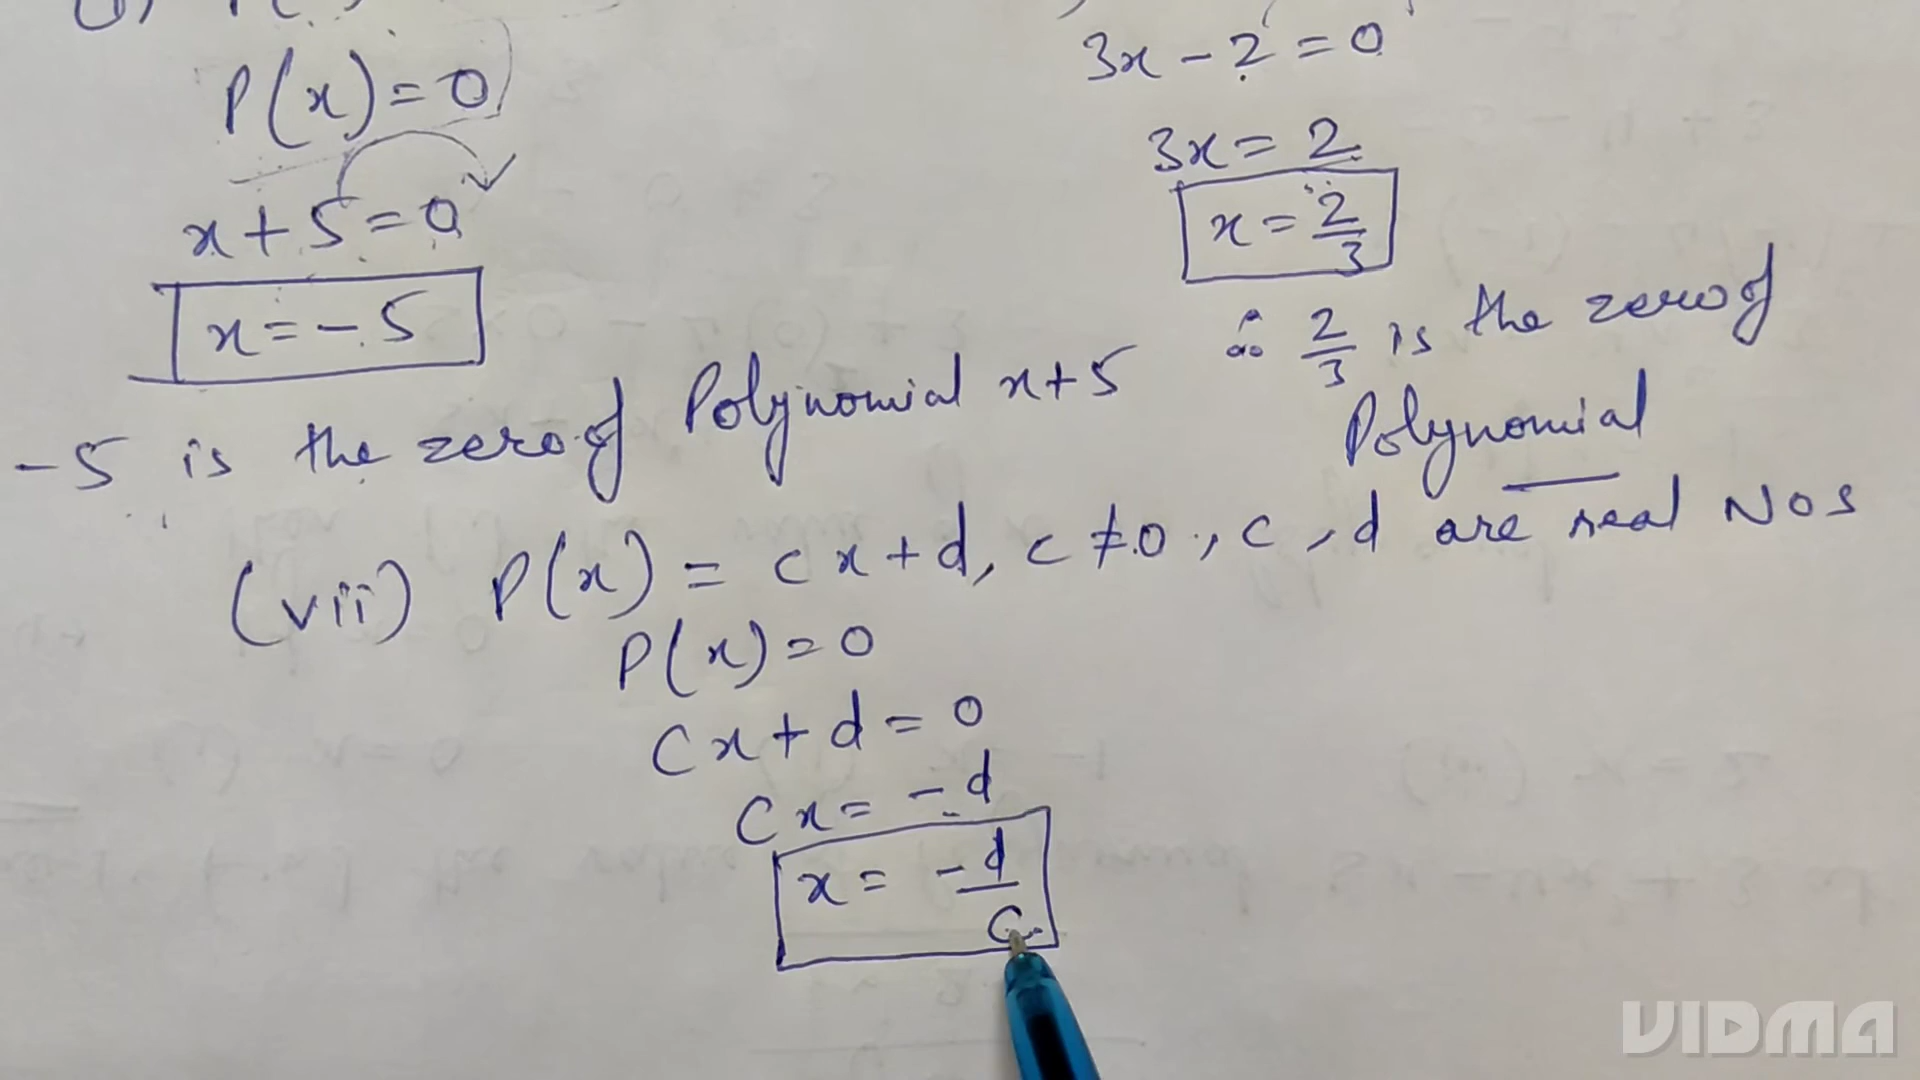 P(x)=0
x+5=0
x=-5
-5 is the zero of Polynomial x+5
3x-2=0
3x=2
x=2/3
∴ 2/3 is the zero of
Polynomial
(vii) P(x) = cx+d, c≠0, c, d are real NOS
P(x)=0
Cx+d=0
Cx=-d
x=-d/c
VIDMA